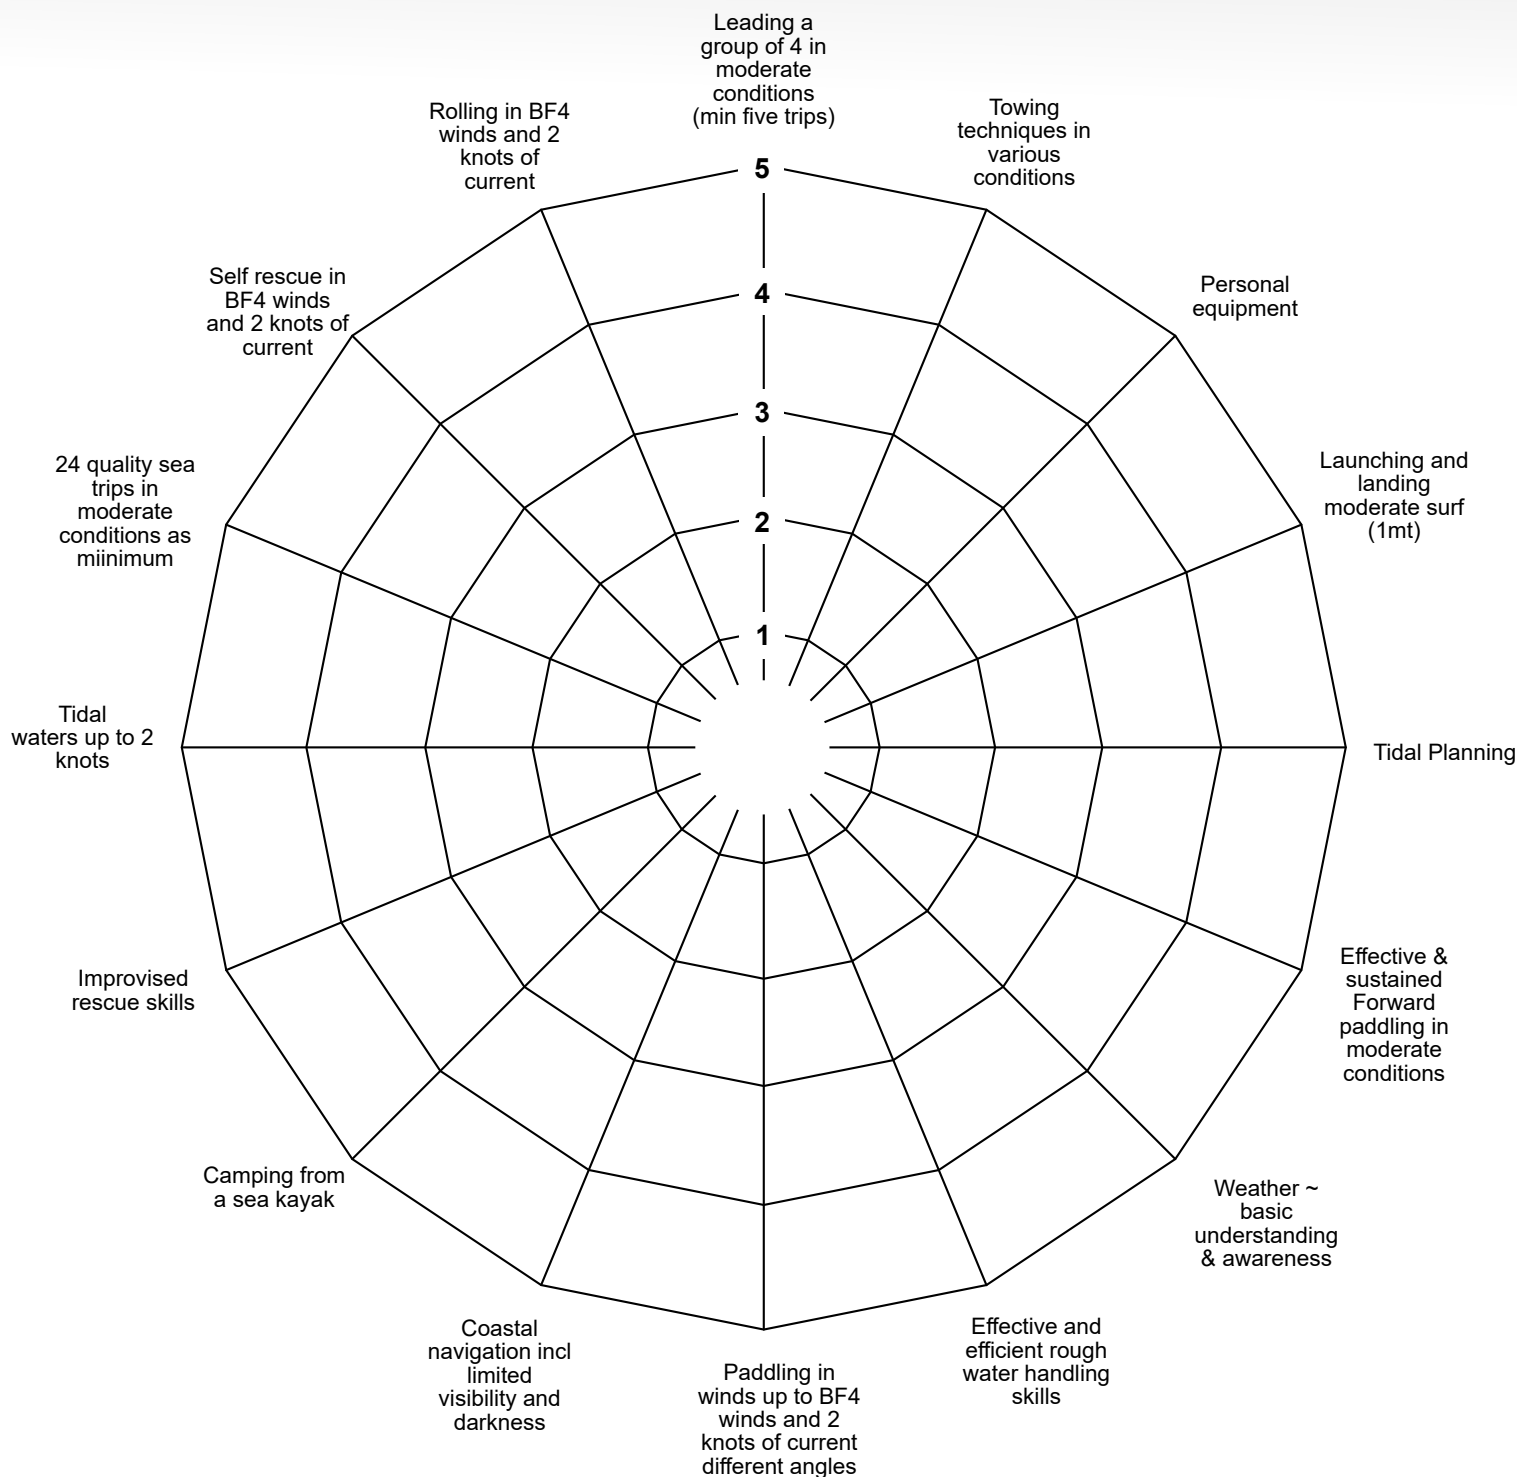 Leading a
group of 4 in
moderate
conditions
(min five trips)
Towing
techniques in
various
conditions
Personal
equipment
Launching and
landing
moderate surf
(1mt)
Tidal Planning
Effective &
sustained
Forward
paddling in
moderate
conditions
Weather ~
basic
understanding
& awareness
Effective and
efficient rough
water handling
skills
Paddling in
winds up to BF4
winds and 2
knots of current
different angles
Coastal
navigation incl
limited
visibility and
darkness
Camping from
a sea kayak
Improvised
rescue skills
Tidal
waters up to 2
knots
24 quality sea
trips in
moderate
conditions as
miinimum
Self rescue in
BF4 winds
and 2 knots of
current
Rolling in BF4
winds and 2
knots of
current
5
4
3
2
1